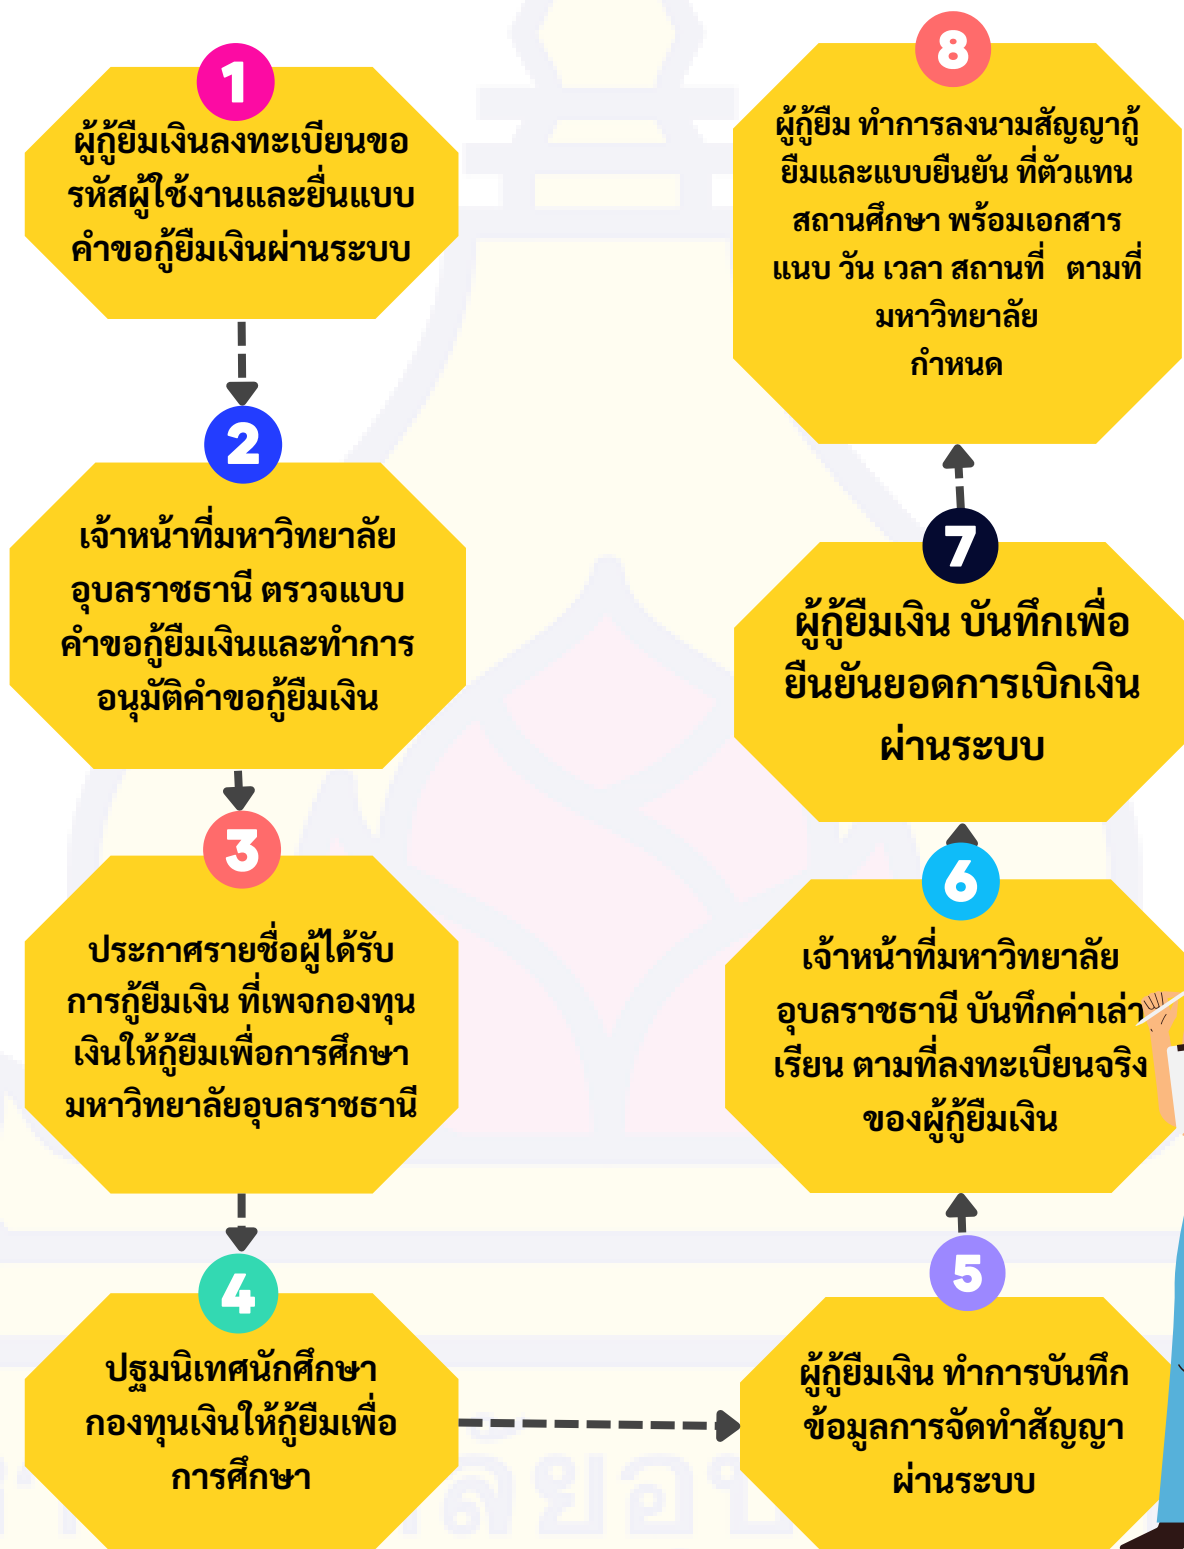 1
ผู้กู้ยืมเงินลงทะเบียนขอ
รหัสผู้ใช้งานและยื่นแบบ
คำขอกู้ยืมเงินผ่านระบบ
2
เจ้าหน้าที่มหาวิทยาลัย
อุบลราชธานี ตรวจแบบ
คำขอกู้ยืมเงินและทำการ
อนุมัติคำขอกู้ยืมเงิน
3
ประกาศรายชื่อผู้ได้รับ
การกู้ยืมเงิน ที่เพจกองทุน
เงินให้กู้ยืมเพื่อการศึกษา
มหาวิทยาลัยอุบลราชธานี
4
ปฐมนิเทศนักศึกษา
กองทุนเงินให้กู้ยืมเพื่อ
การศึกษา
5
ผู้กู้ยืมเงิน ทำการบันทึก
ข้อมูลการจัดทำสัญญา
ผ่านระบบ
6
เจ้าหน้าที่มหาวิทยาลัย
อุบลราชธานี บันทึกค่าเล่า
เรียน ตามที่ลงทะเบียนจริง
ของผู้กู้ยืมเงิน
7
ผู้กู้ยืมเงิน บันทึกเพื่อ
ยืนยันยอดการเบิกเงิน
ผ่านระบบ
8
ผู้กู้ยืม ทำการลงนามสัญญากู้
ยืมและแบบยืนยัน ที่ตัวแทน
สถานศึกษา พร้อมเอกสาร
แนบ วัน เวลา สถานที่ ตามที่
มหาวิทยาลัย
กำหนด